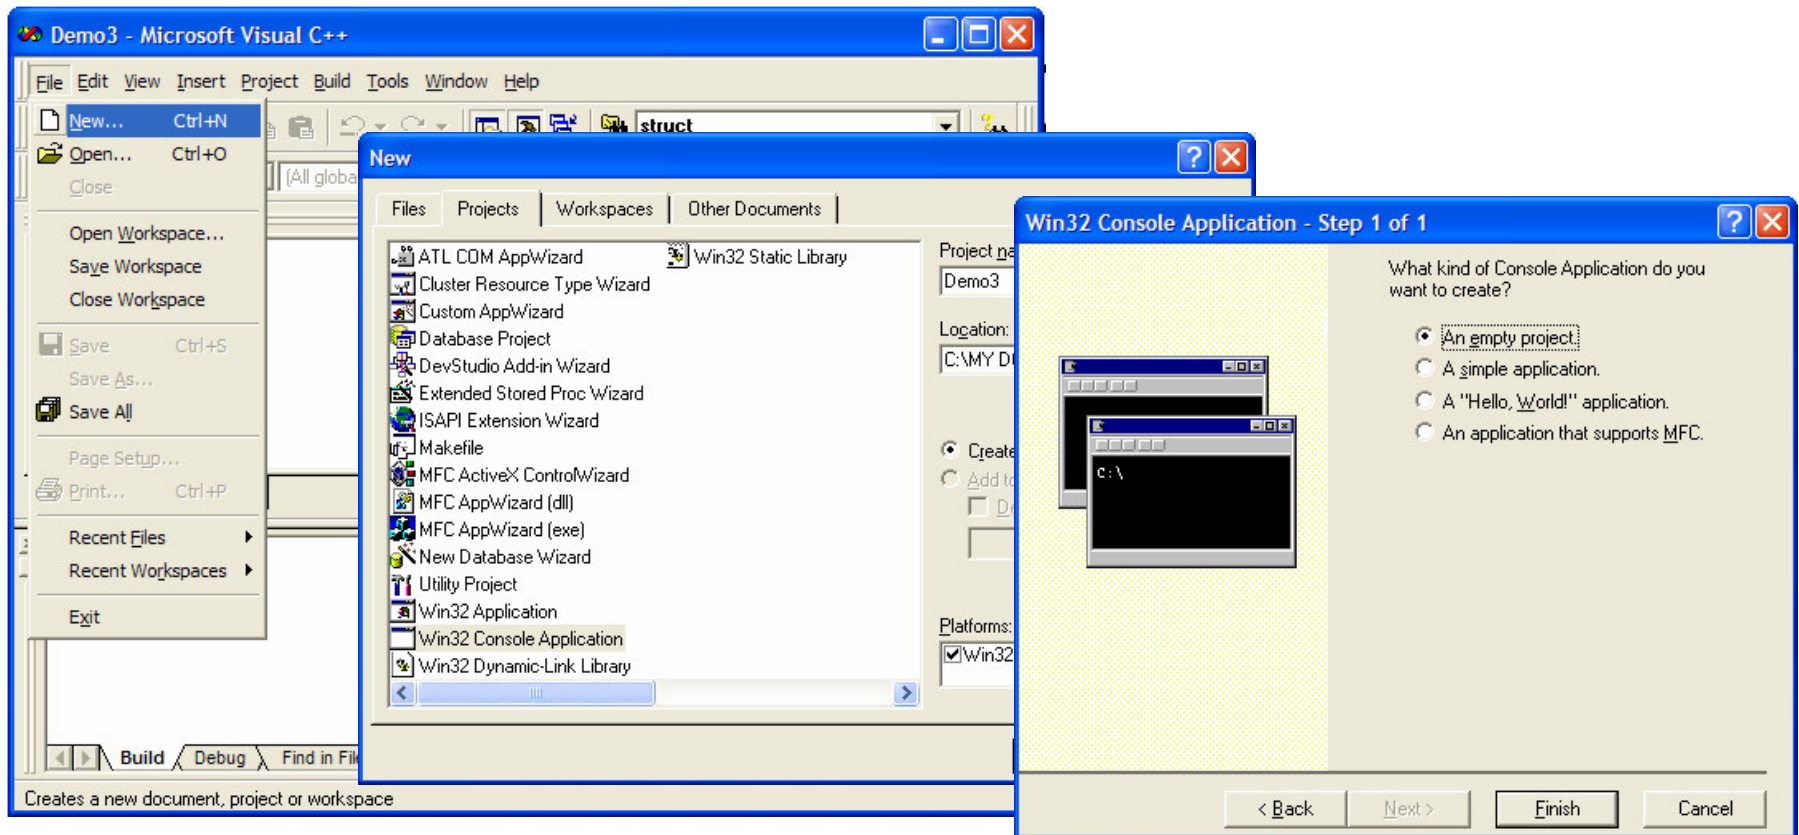 Demo3 - Microsoft Visual C++
File Edit View Insert Project Build Tools Window Help
New... Ctrl+N
Open... Ctrl+O
Close
Open Workspace...
Save Workspace
Close Workspace
Save Ctrl+S
Save As...
Save All
Page Setup...
Print... Ctrl+P
Recent Files
Recent Workspaces
Exit
struct
(All globa
Build Debug Find in File
Creates a new document, project or workspace
New
Files Projects Workspaces Other Documents
ATL COM AppWizard
Cluster Resource Type Wizard
Custom AppWizard
Database Project
DevStudio Add-in Wizard
Extended Stored Proc Wizard
ISAPI Extension Wizard
Makefile
MFC ActiveX ControlWizard
MFC AppWizard (dll)
MFC AppWizard (exe)
New Database Wizard
Utility Project
Win32 Application
Win32 Console Application
Win32 Dynamic-Link Library
Win32 Static Library
Project na
Demo3
Location:
C:\MY D
Create
Add to
De
Platforms:
Win32
Win32 Console Application - Step 1 of 1
C:\
What kind of Console Application do you
want to create?
An empty project.
A simple application.
A "Hello, World!" application.
An application that supports MFC.
< Back Next > Finish Cancel